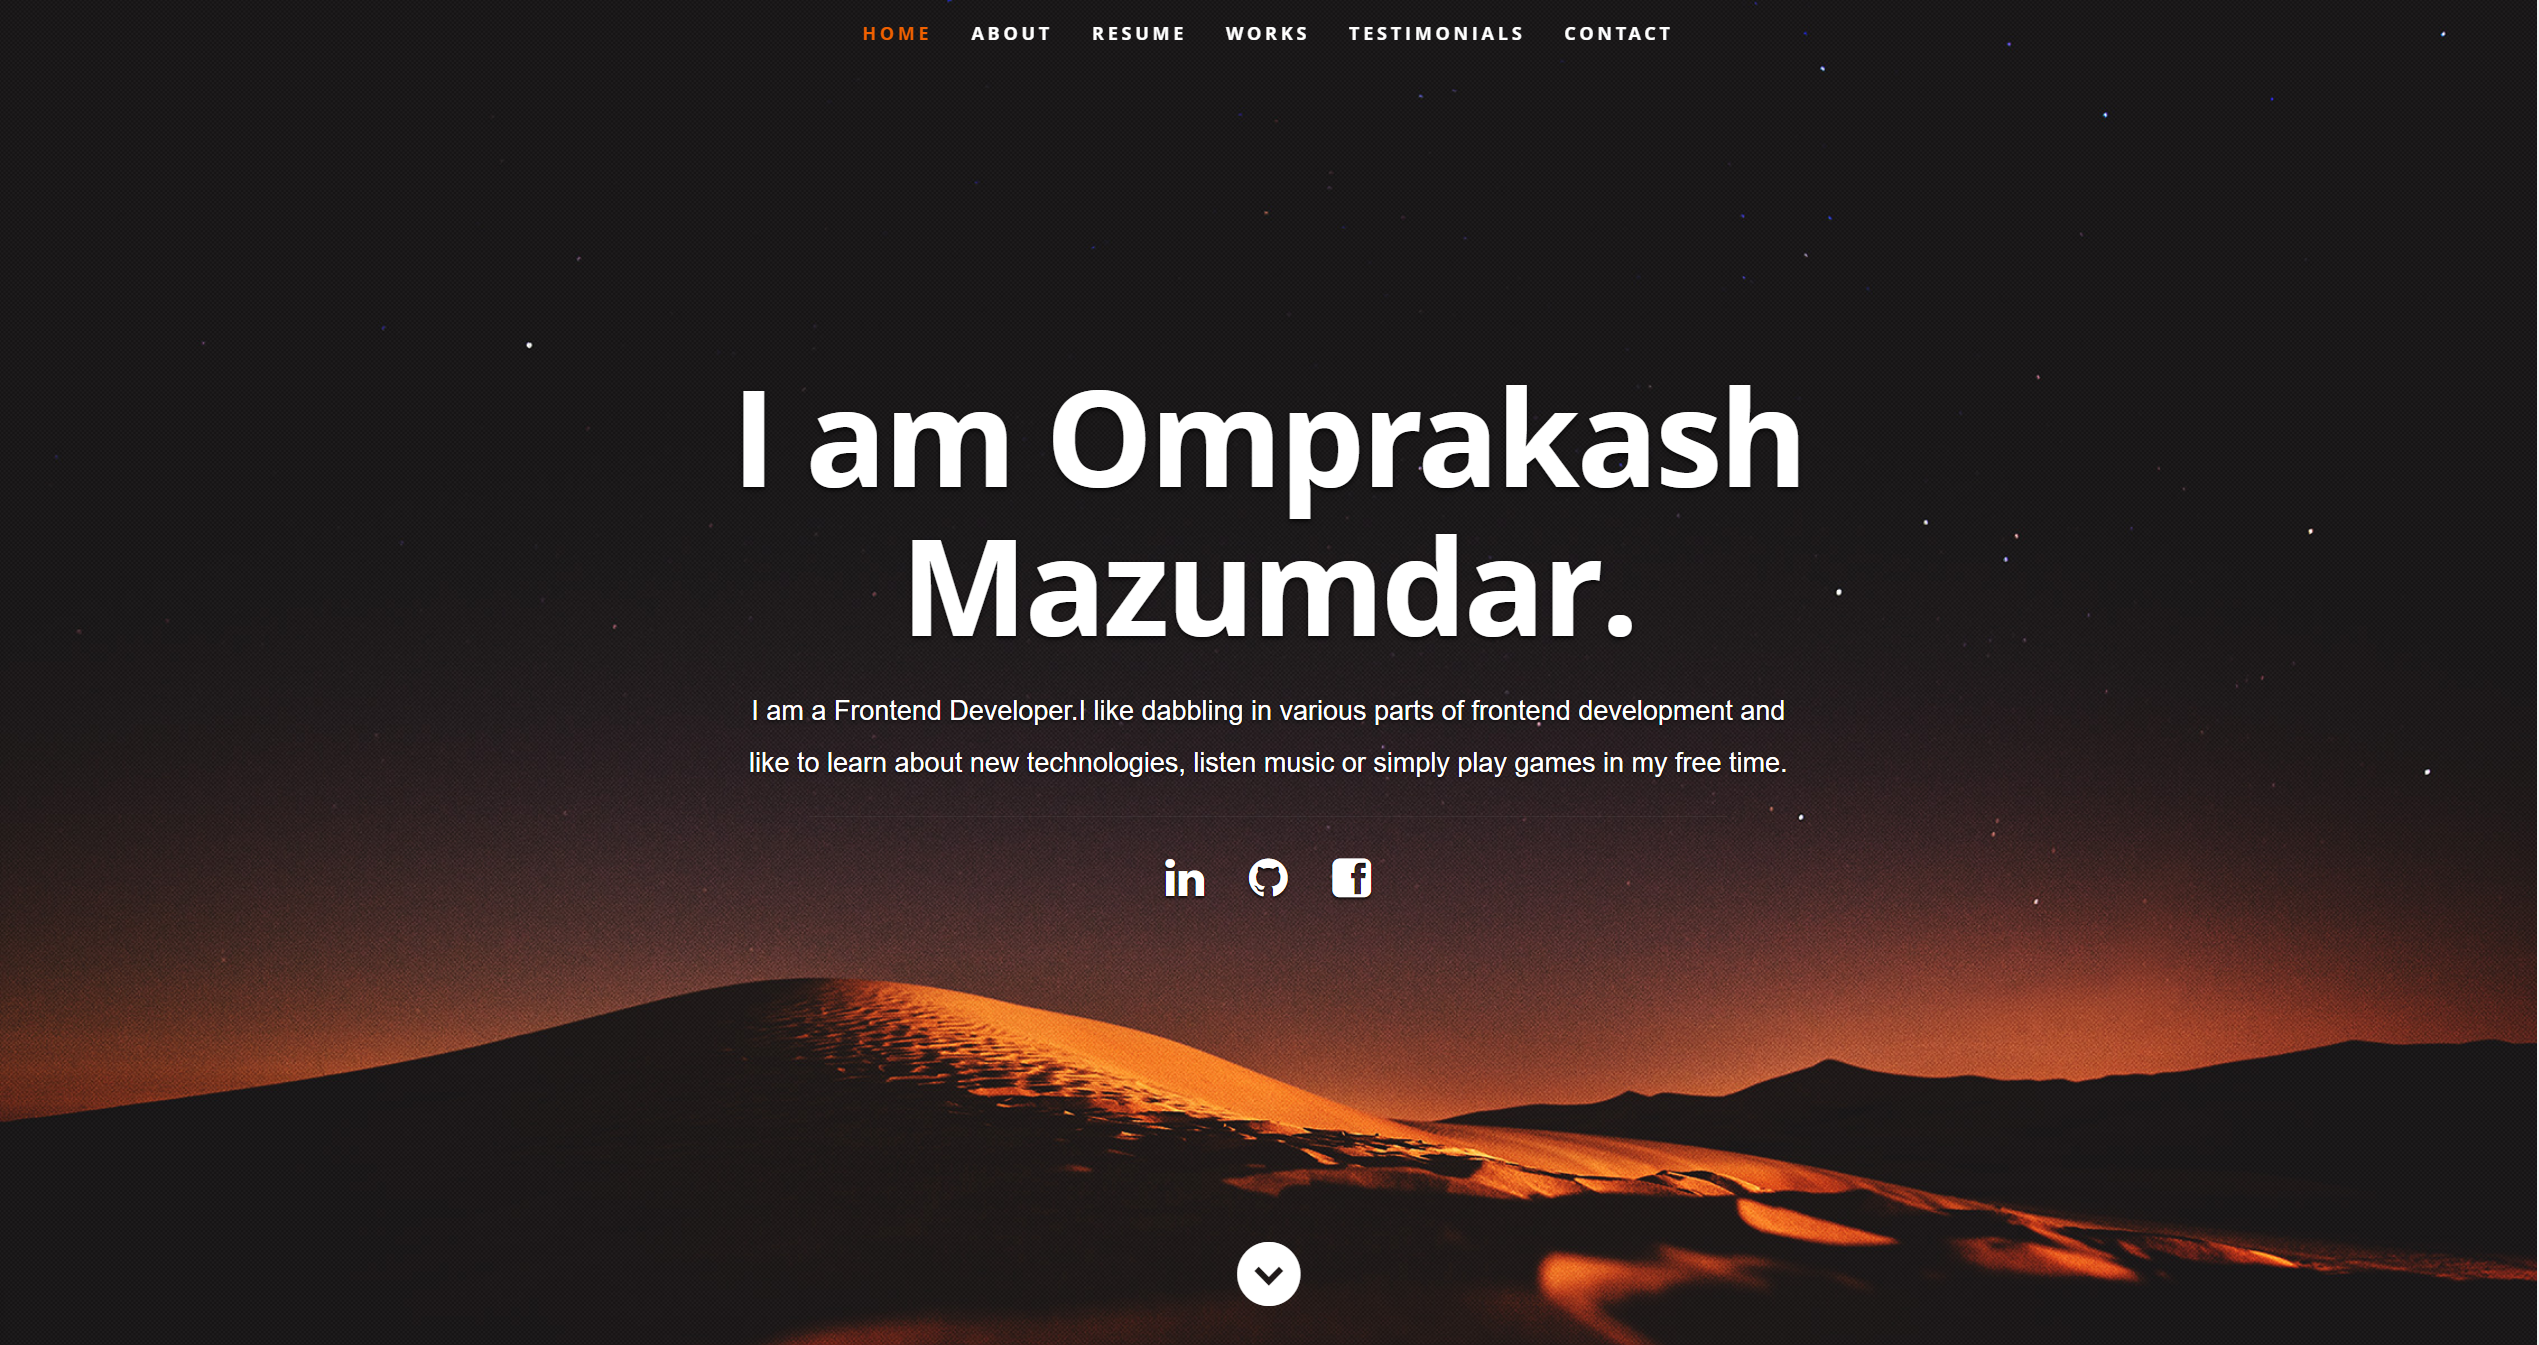 HOME ABOUT RESUME WORKS TESTIMONIALS CONTACT
I am Omprakash
Mazumdar.
I am a Frontend Developer.I like dabbling in various parts of frontend development and
like to learn about new technologies, listen music or simply play games in my free time.
in f